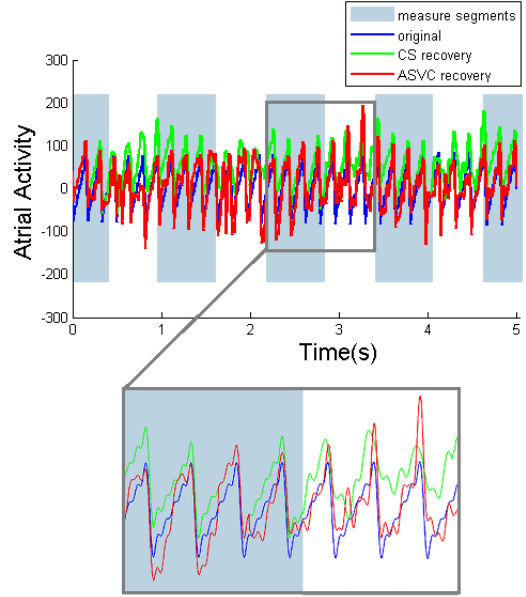 measure segments
original
CS recovery
ASVC recovery
300
200
100
0
-100
-200
-300
Atrial Activity
0 1 2 3 4 5
Time(s)